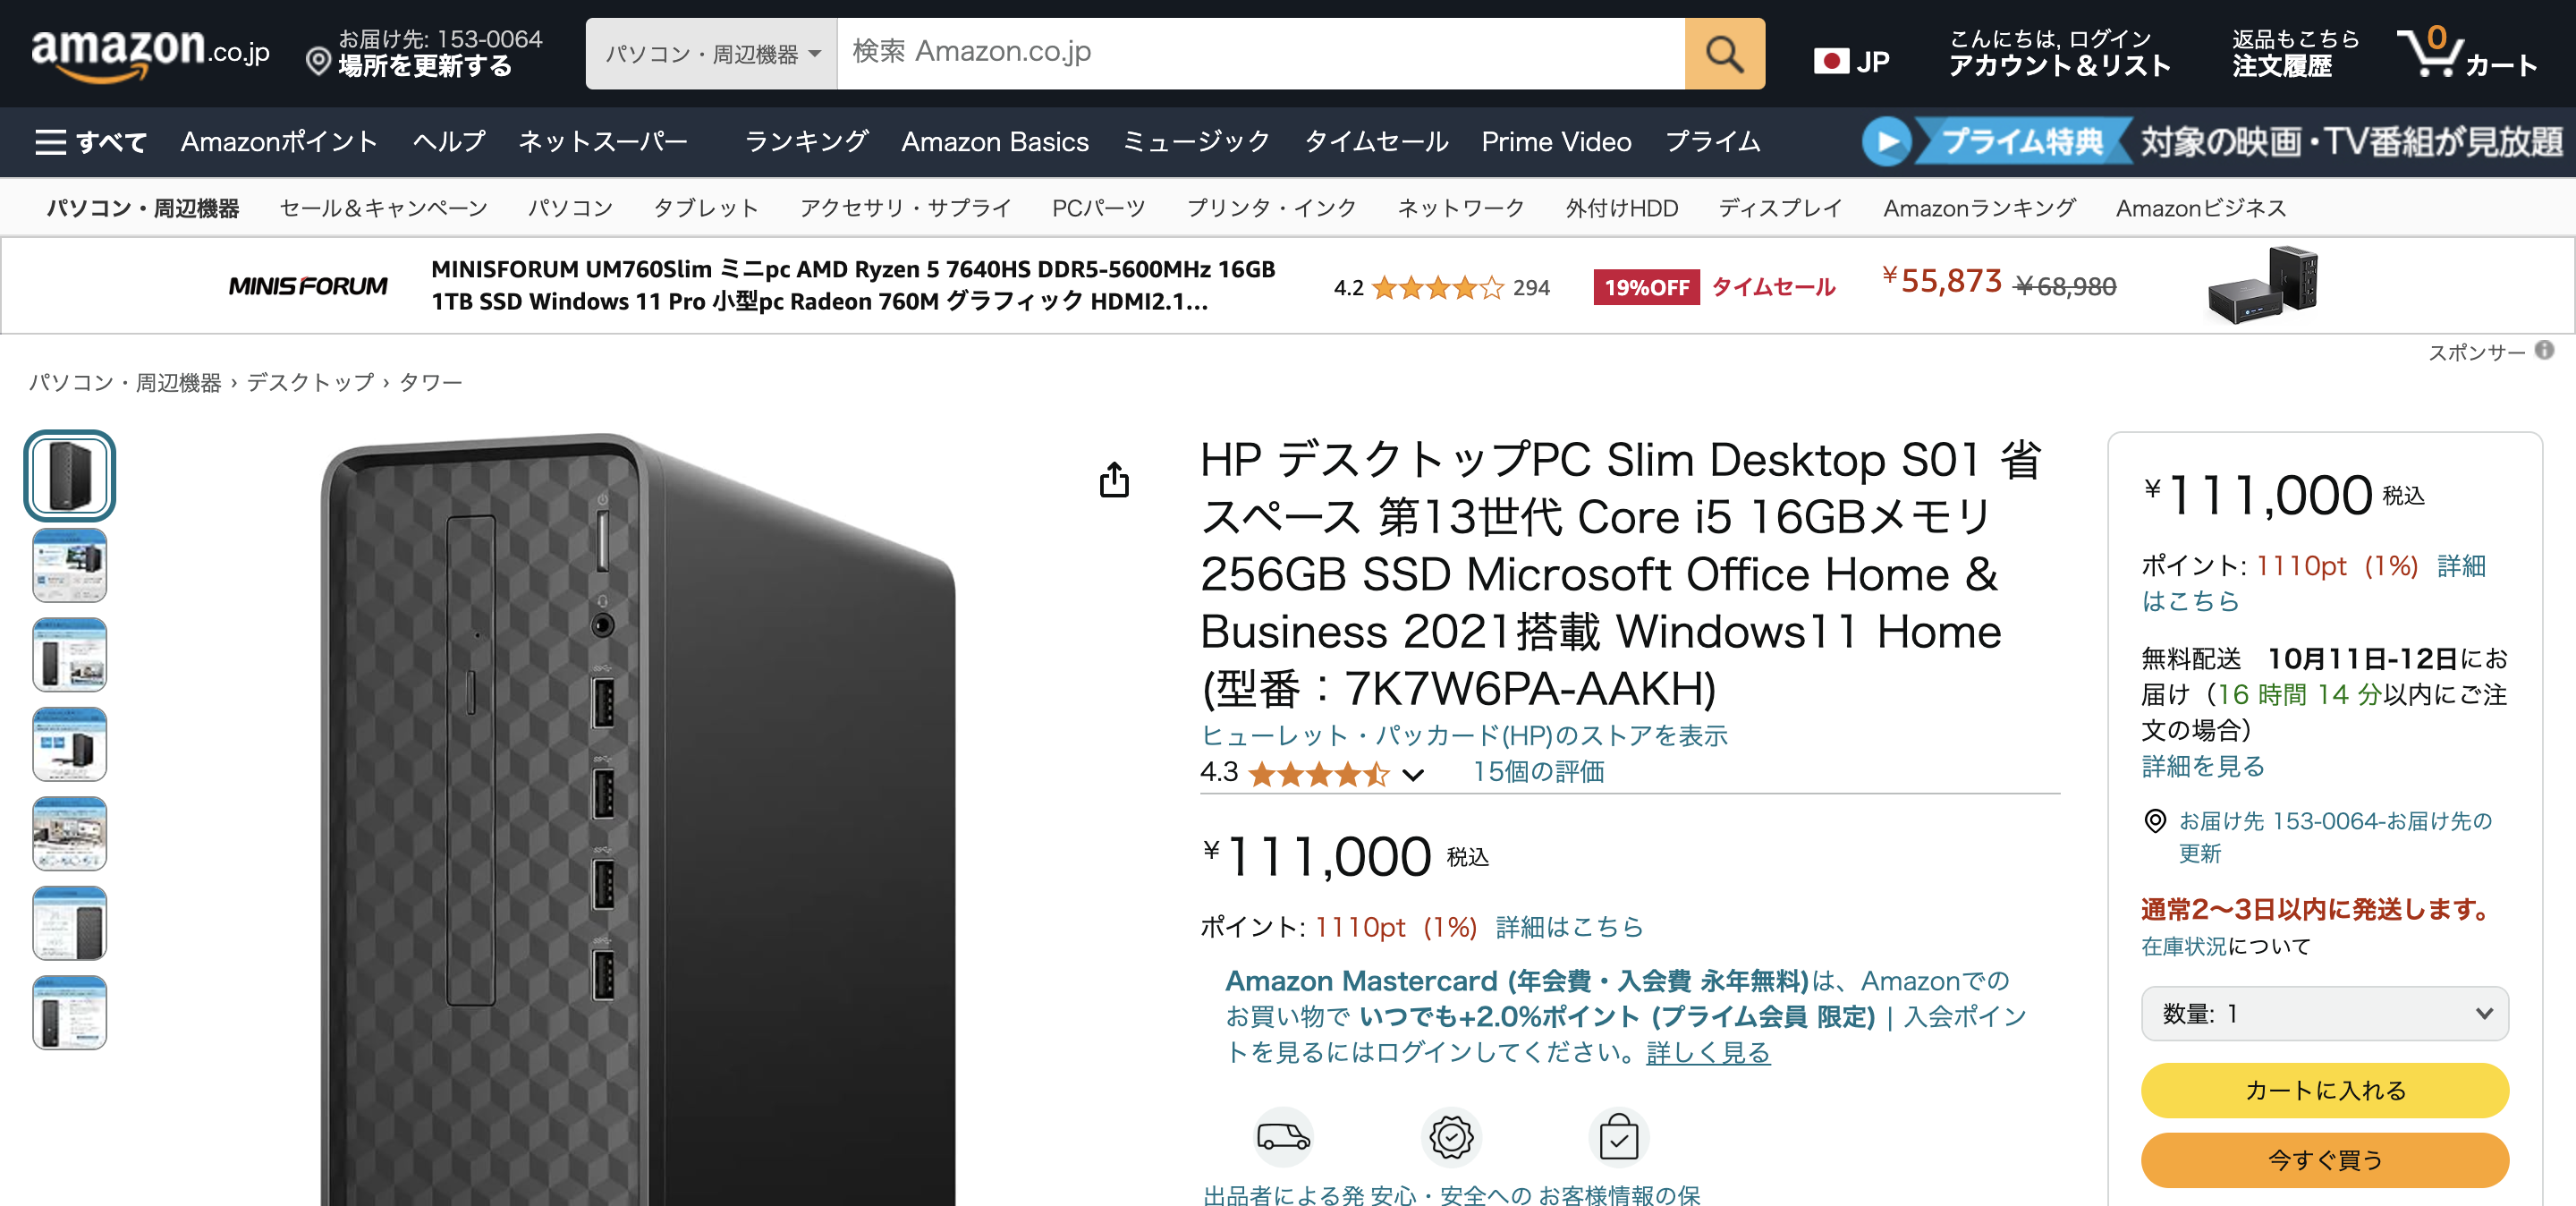 amazon.co.jp
お届け先: 153-0064
場所を更新する
パソコン・周辺機器
検索 Amazon.co.jp
JP
こんにちは, ログイン
アカウント＆リスト
返品もこちら
注文履歴
0
カート
すべて Amazonポイント ヘルプ ネットスーパー ランキング Amazon Basics ミュージック タイムセール Prime Video プライム
プライム特典 対象の映画・TV番組が見放題
パソコン・周辺機器 セール＆キャンペーン パソコン タブレット アクセサリ・サプライ PCパーツ プリンタ・インク ネットワーク 外付けHDD ディスプレイ Amazonランキング Amazonビジネス
MINISFORUM
MINISFORUM UM760Slim ミニpc AMD Ryzen 5 7640HS DDR5-5600MHz 16GB
1TB SSD Windows 11 Pro 小型pc Radeon 760M グラフィック HDMI2.1...
4.2 294
19%OFF タイムセール
￥55,873 ￥68,980
スポンサー
パソコン・周辺機器 › デスクトップ › タワー
HP デスクトップPC Slim Desktop S01 省
スペース 第13世代 Core i5 16GBメモリ
256GB SSD Microsoft Office Home &
Business 2021搭載 Windows11 Home
(型番：7K7W6PA-AAKH)
ヒューレット・パッカード(HP)のストアを表示
4.3 15個の評価
￥111,000 税込
ポイント: 1110pt (1%) 詳細はこちら
Amazon Mastercard (年会費・入会費 永年無料)は、Amazonでの
お買い物で いつでも+2.0%ポイント (プライム会員 限定) | 入会ポイン
トを見るにはログインしてください。詳しく見る
出品者による発 安心・安全への お客様情報の保
￥111,000 税込
ポイント: 1110pt (1%) 詳細
はこちら
無料配送 10月11日-12日にお
届け（16 時間 14 分以内にご注
文の場合）
詳細を見る
お届け先 153-0064-お届け先の
更新
通常2～3日以内に発送します。
在庫状況について
数量: 1
カートに入れる
今すぐ買う